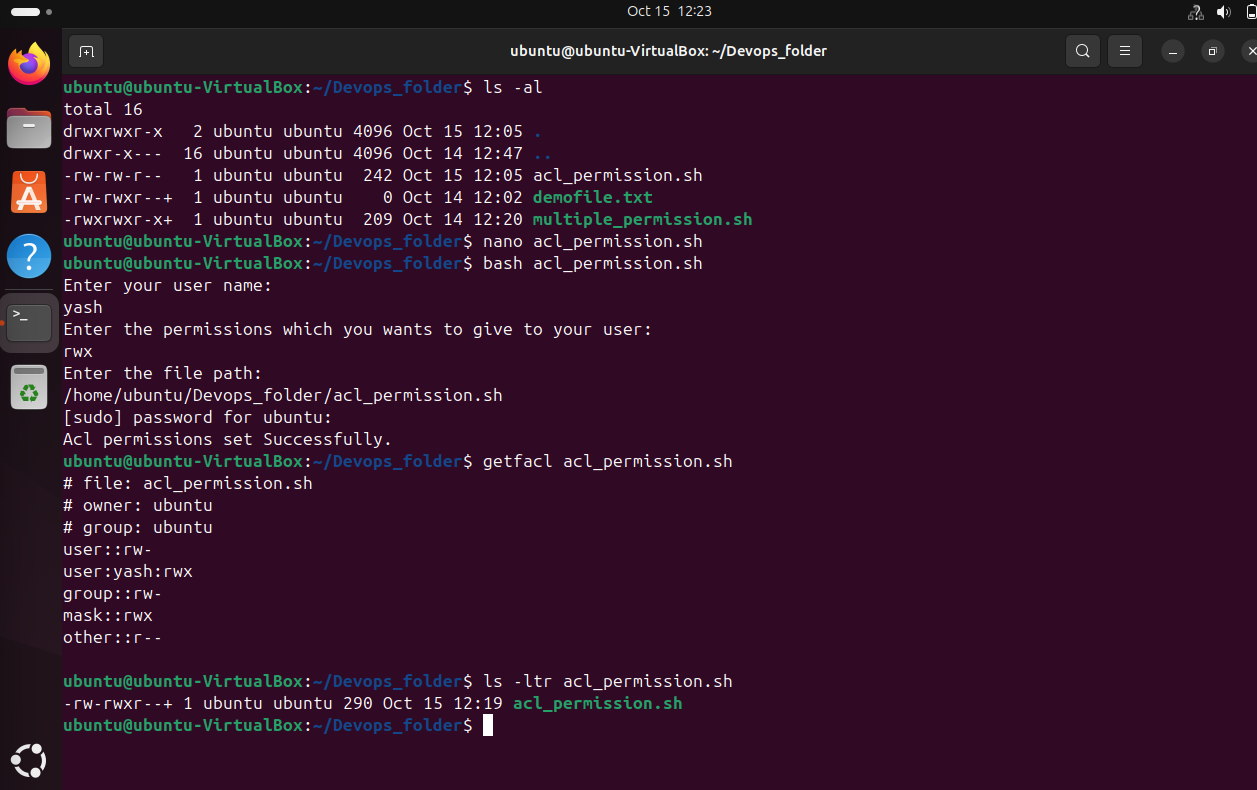 Oct 15 12:23
ubuntu@ubuntu-VirtualBox: ~/Devops_folder
ubuntu@ubuntu-VirtualBox:~/Devops_folder$ ls -al
total 16
drwxrwxr-x   2 ubuntu ubuntu 4096 Oct 15 12:05 .
drwxr-x---  16 ubuntu ubuntu 4096 Oct 14 12:47 ..
-rw-rw-r--   1 ubuntu ubuntu  242 Oct 15 12:05 acl_permission.sh
-rw-rwxr--+  1 ubuntu ubuntu    0 Oct 14 12:02 demofile.txt
-rwxrwxr-x+  1 ubuntu ubuntu  209 Oct 14 12:20 multiple_permission.sh
ubuntu@ubuntu-VirtualBox:~/Devops_folder$ nano acl_permission.sh
ubuntu@ubuntu-VirtualBox:~/Devops_folder$ bash acl_permission.sh
Enter your user name:
yash
Enter the permissions which you wants to give to your user:
rwx
Enter the file path:
/home/ubuntu/Devops_folder/acl_permission.sh
[sudo] password for ubuntu:
Acl permissions set Successfully.
ubuntu@ubuntu-VirtualBox:~/Devops_folder$ getfacl acl_permission.sh
# file: acl_permission.sh
# owner: ubuntu
# group: ubuntu
user::rw-
user:yash:rwx
group::rw-
mask::rwx
other::r--
ubuntu@ubuntu-VirtualBox:~/Devops_folder$ ls -ltr acl_permission.sh
-rw-rwxr--+ 1 ubuntu ubuntu 290 Oct 15 12:19 acl_permission.sh
ubuntu@ubuntu-VirtualBox:~/Devops_folder$